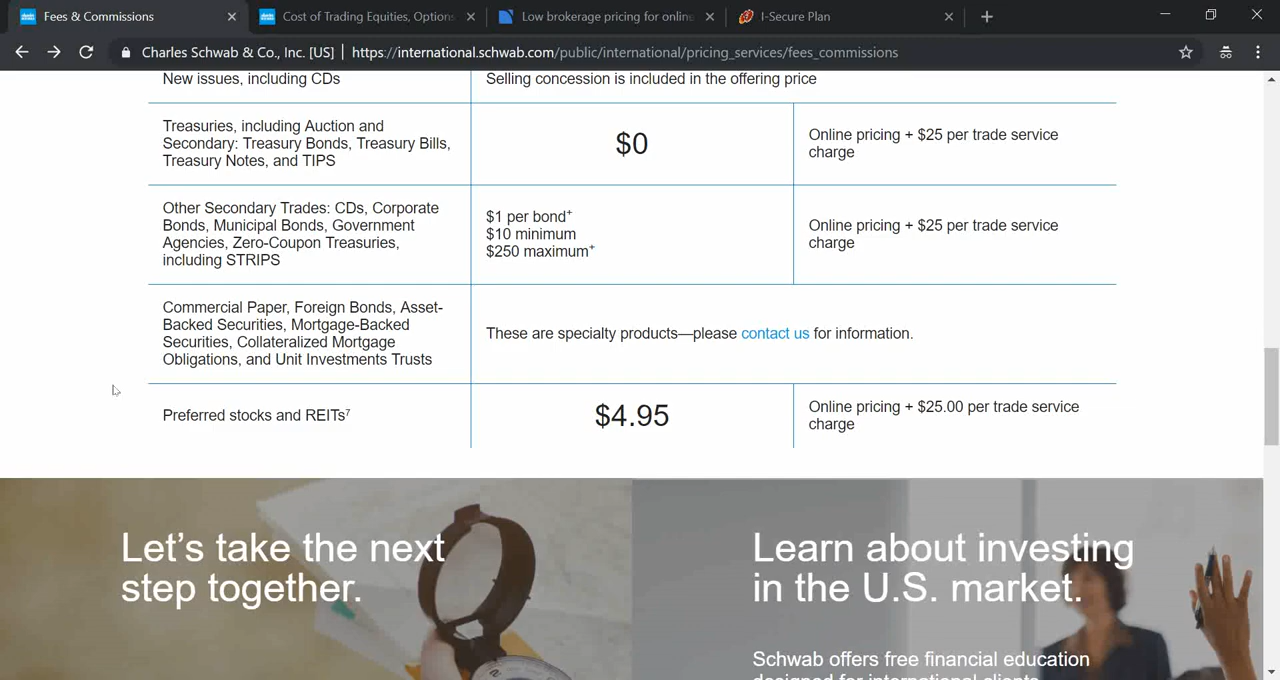 Fees & Commissions
Cost of Trading Equities, Option
Low brokerage pricing for online
I-Secure Plan
Charles Schwab & Co., Inc. [US] | https://international.schwab.com/public/international/pricing_services/fees_commissions
New issues, including CDs
Selling concession is included in the offering price
Treasuries, including Auction and
Secondary: Treasury Bonds, Treasury Bills,
Treasury Notes, and TIPS
$0
Online pricing + $25 per trade service
charge
Other Secondary Trades: CDs, Corporate
Bonds, Municipal Bonds, Government
Agencies, Zero-Coupon Treasuries,
including STRIPS
$1 per bond+
$10 minimum
$250 maximum+
Online pricing + $25 per trade service
charge
Commercial Paper, Foreign Bonds, Asset-
Backed Securities, Mortgage-Backed
Securities, Collateralized Mortgage
Obligations, and Unit Investments Trusts
These are specialty products—please contact us for information.
Preferred stocks and REITs7
$4.95
Online pricing + $25.00 per trade service
charge
Let's take the next
step together.
Learn about investing
in the U.S. market.
Schwab offers free financial education
designed for international clients